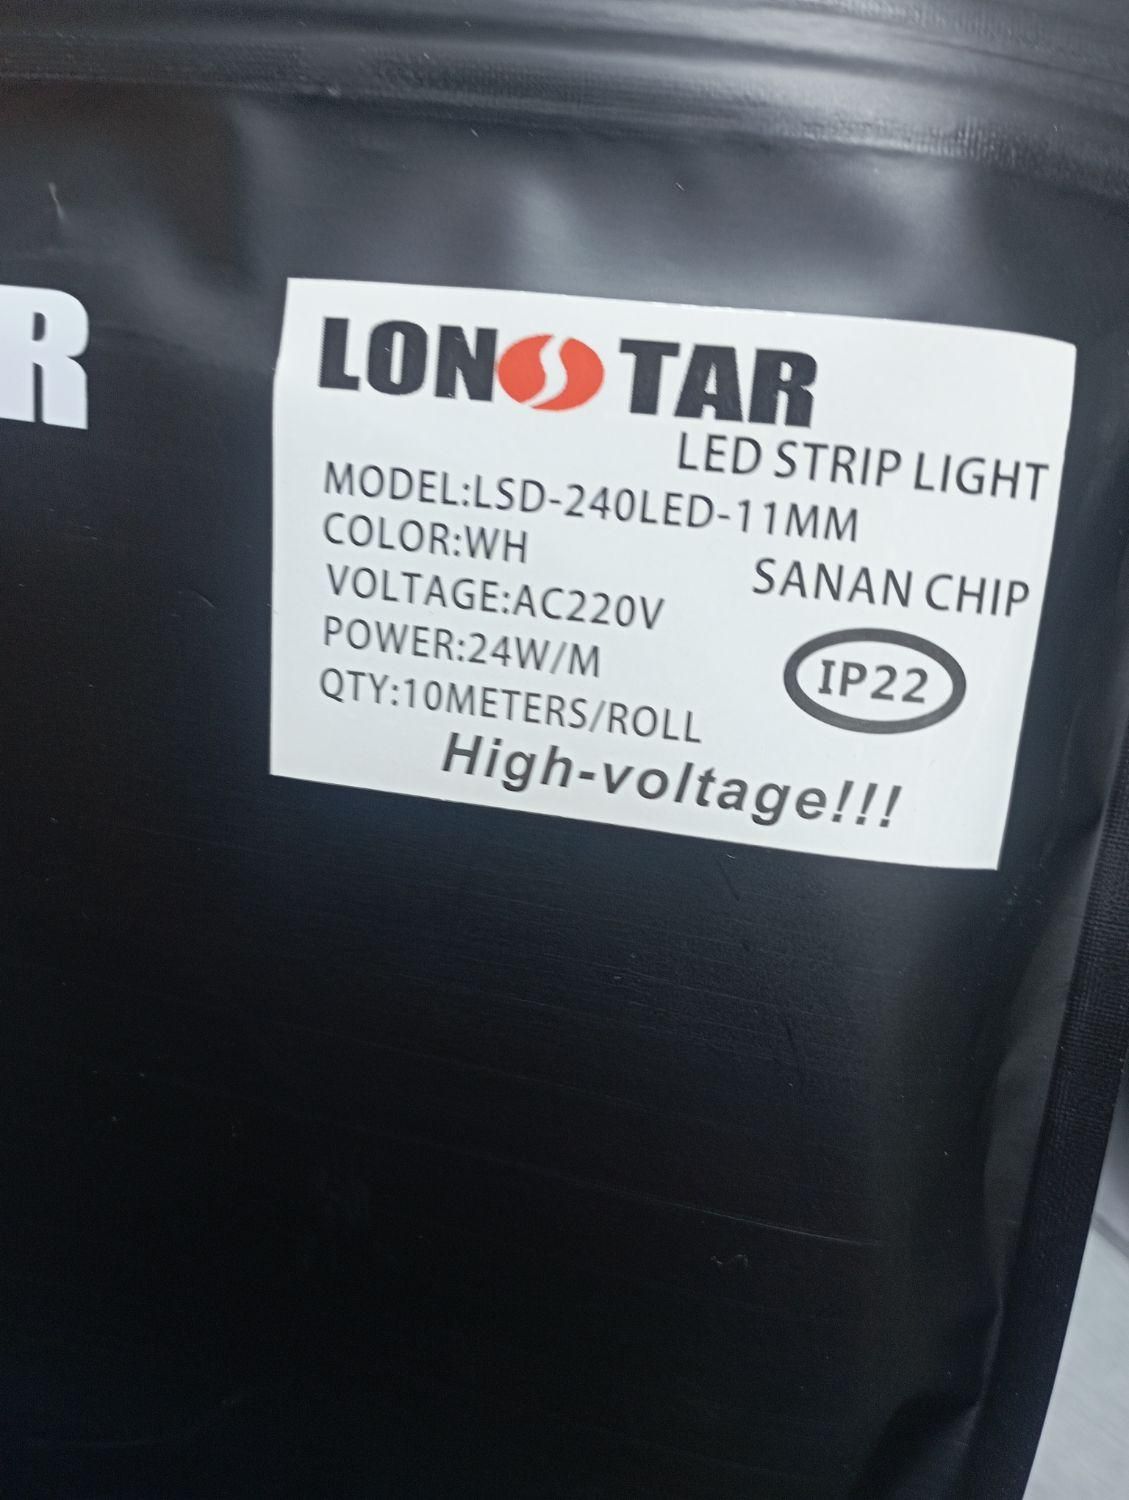 R
LONSTAR
LED STRIP LIGHT
MODEL:LSD-240LED-11MM
COLOR:WH
SANAN CHIP
VOLTAGE:AC220V
POWER:24W/M
IP22
QTY:10METERS/ROLL
High-voltage!!!